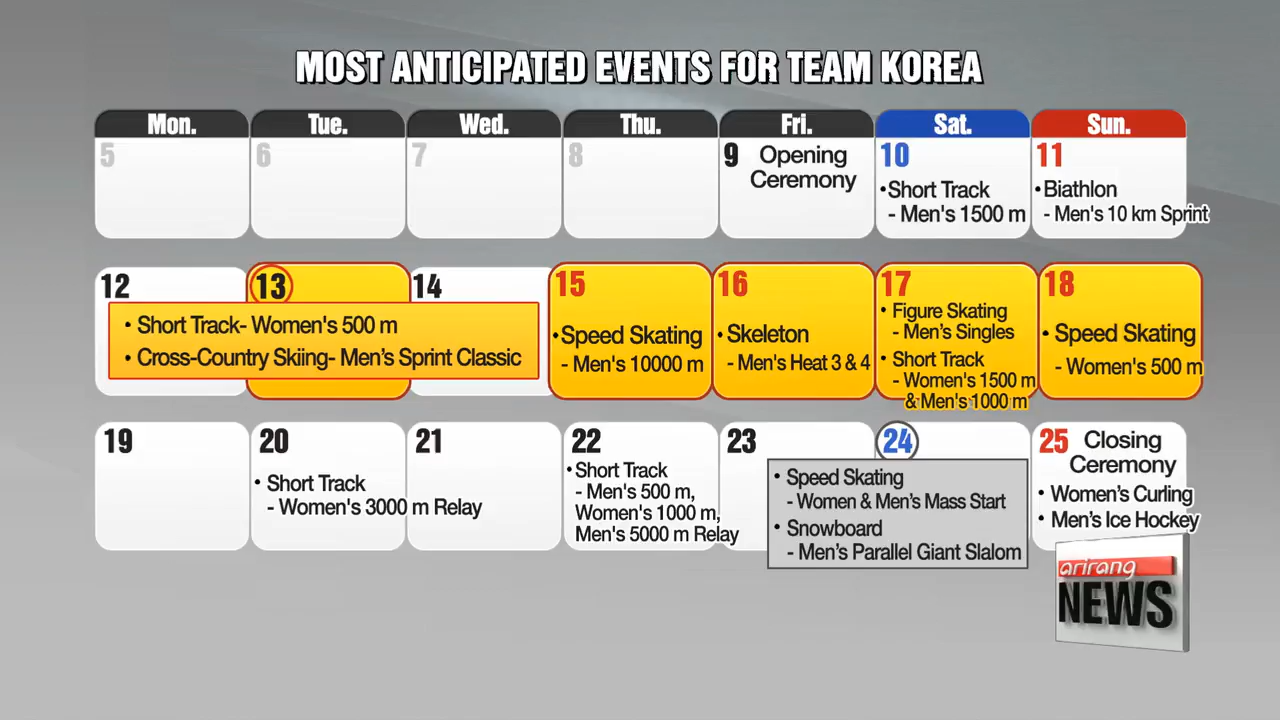 MOST ANTICIPATED EVENTS FOR TEAM KOREA
Mon. Tue. Wed. Thu. Fri. Sat. Sun.
5
6
7
8
9 Opening
Ceremony
10
•Short Track
- Men's 1500 m
11
•Biathlon
- Men's 10 km Sprint
12
13
14
• Short Track- Women's 500 m
• Cross-Country Skiing- Men's Sprint Classic
15
•Speed Skating
- Men's 10000 m
16
•Skeleton
- Men's Heat 3 & 4
17
• Figure Skating
- Men's Singles
• Short Track
- Women's 1500 m
& Men's 1000 m
18
• Speed Skating
- Women's 500 m
19
20
• Short Track
- Women's 3000 m Relay
21
22
•Short Track
- Men's 500 m,
Women's 1000 m,
Men's 5000 m Relay
23
24
• Speed Skating
- Women & Men's Mass Start
• Snowboard
- Men's Parallel Giant Slalom
25 Closing
Ceremony
• Women's Curling
• Men's Ice Hockey
arirang
NEWS